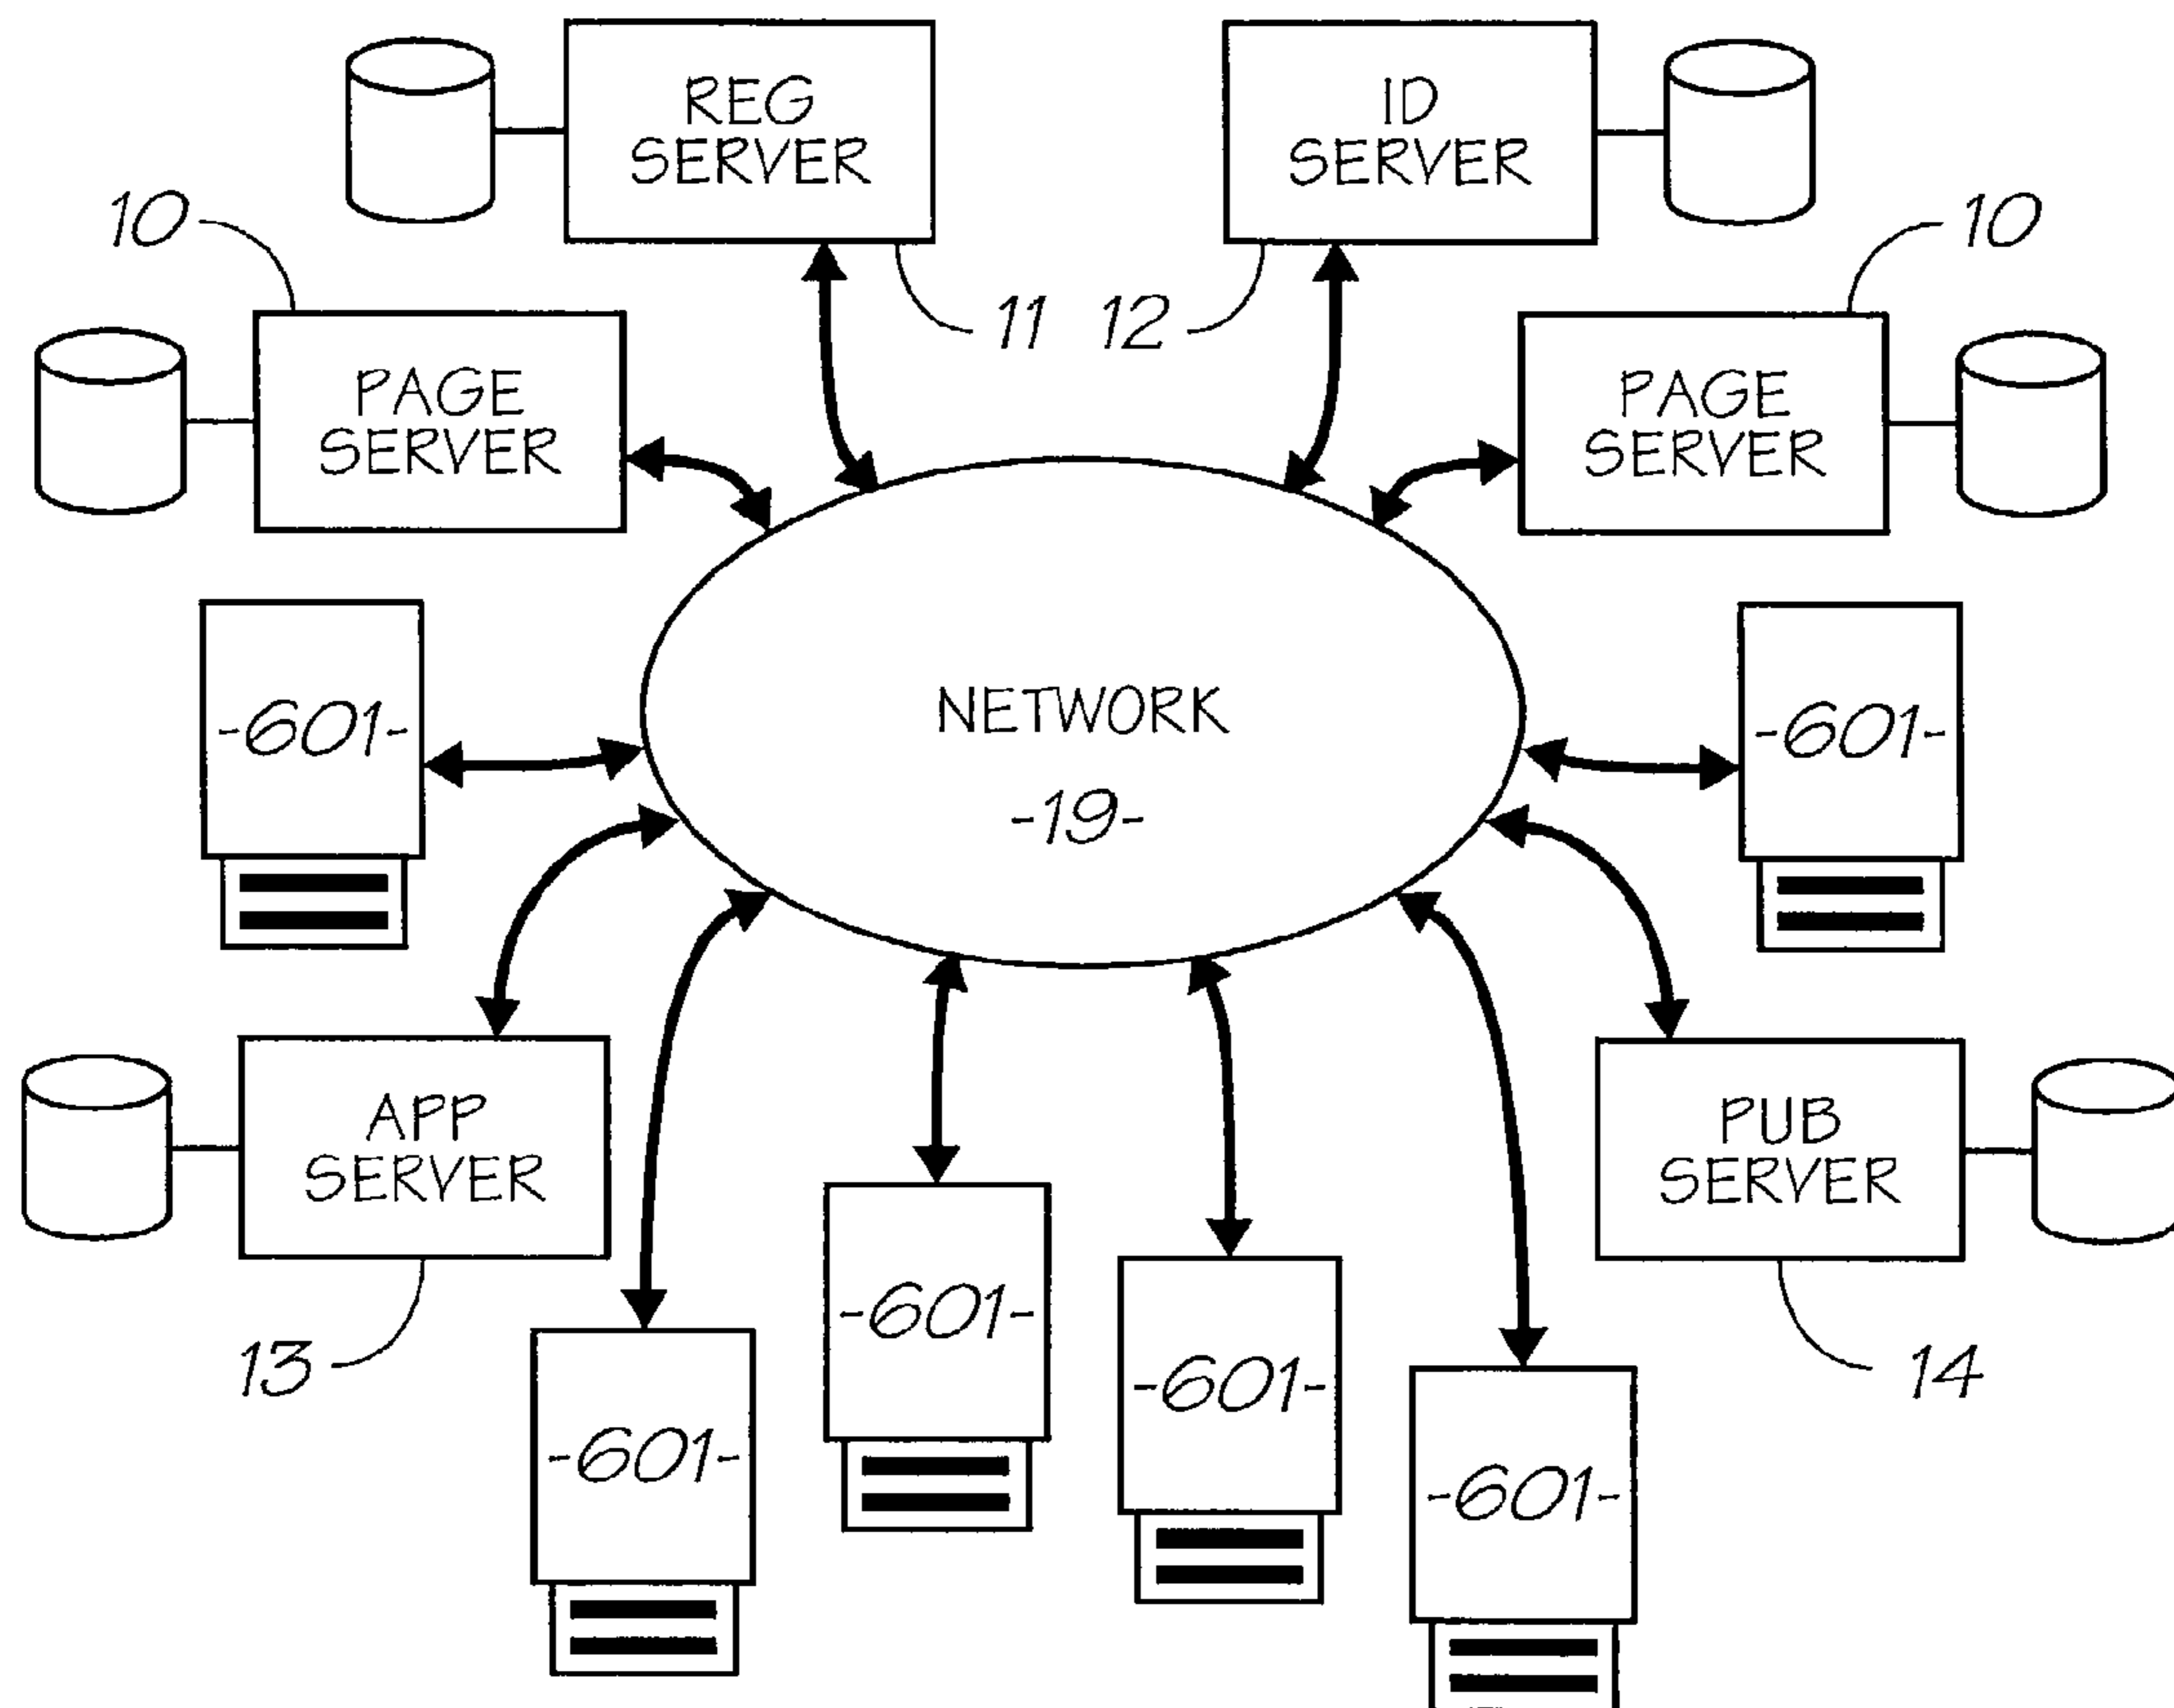 REG
SERVER
ID
SERVER
10
10
11
12
PAGE
SERVER
PAGE
SERVER
-601-
NETWORK
-19-
-601-
APP
SERVER
PUB
SERVER
-601-
-601-
13
14
-601-
-601-